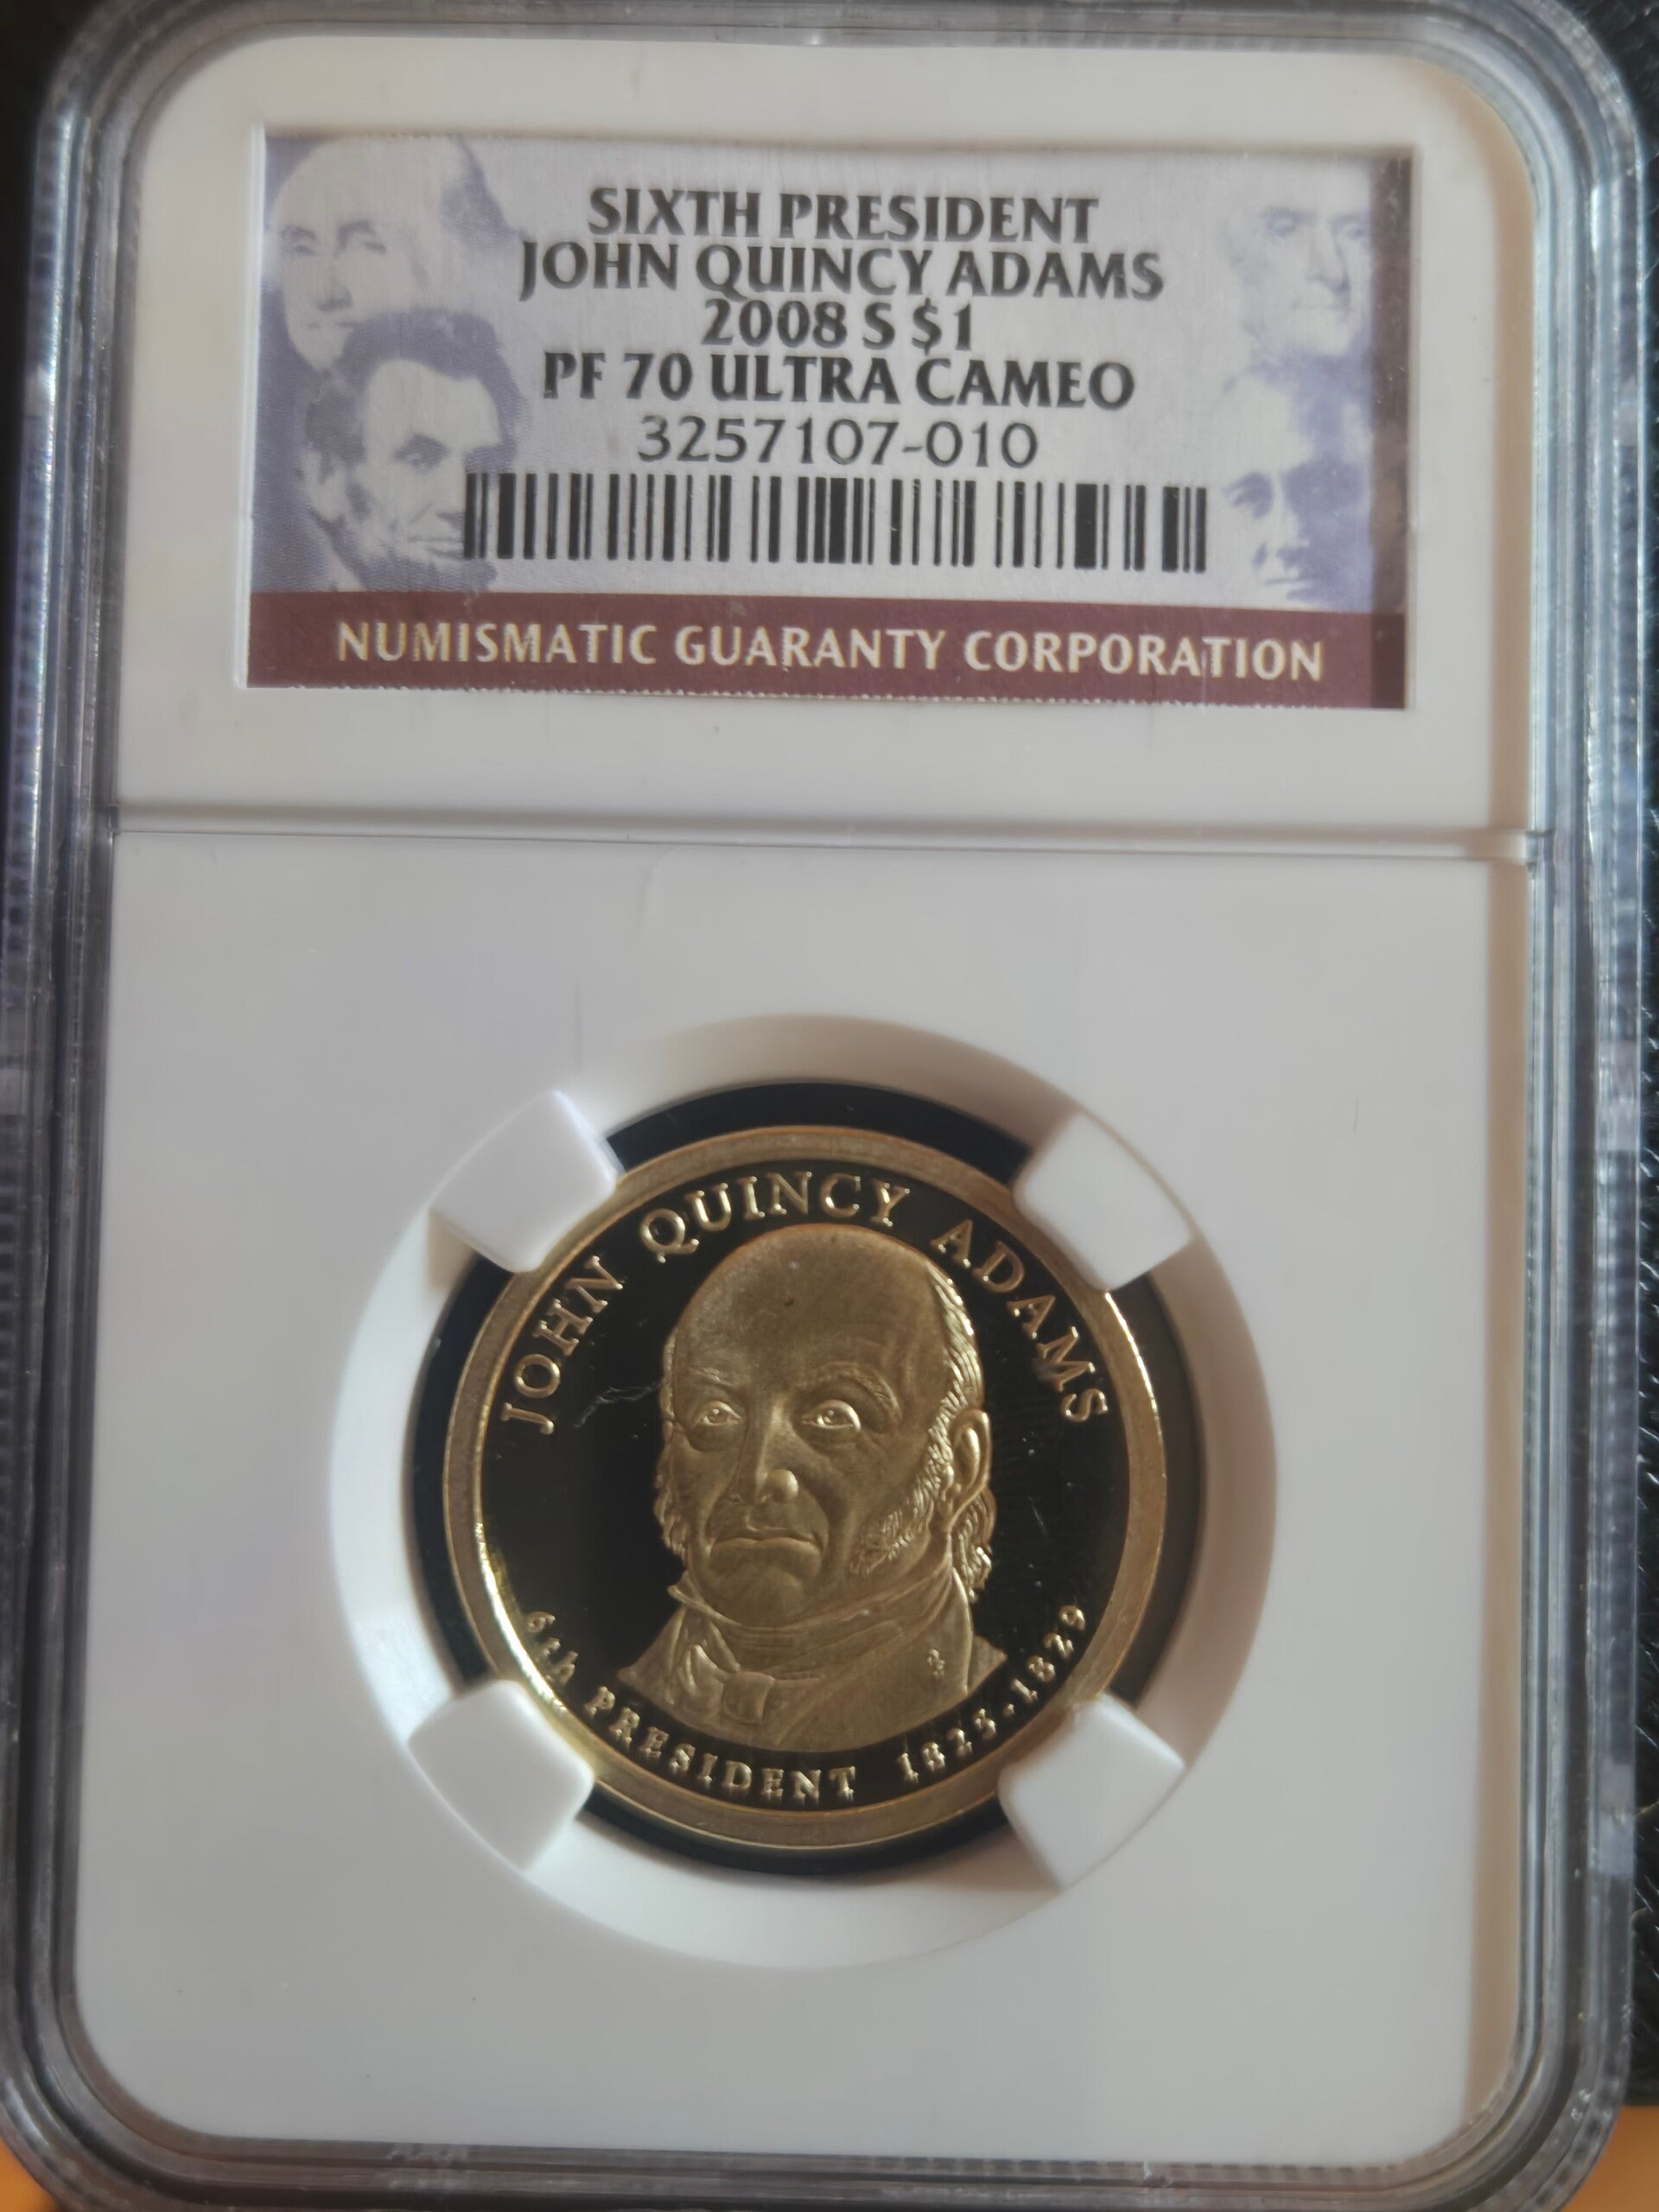 SIXTH PRESIDENT
JOHN QUINCY ADAMS
2008 S $1
PF 70 ULTRA CAMEO
3257107-010
NUMISMATIC GUARANTY CORPORATION
JOHN QUINCY ADAMS
6th PRESIDENT 1825-1829